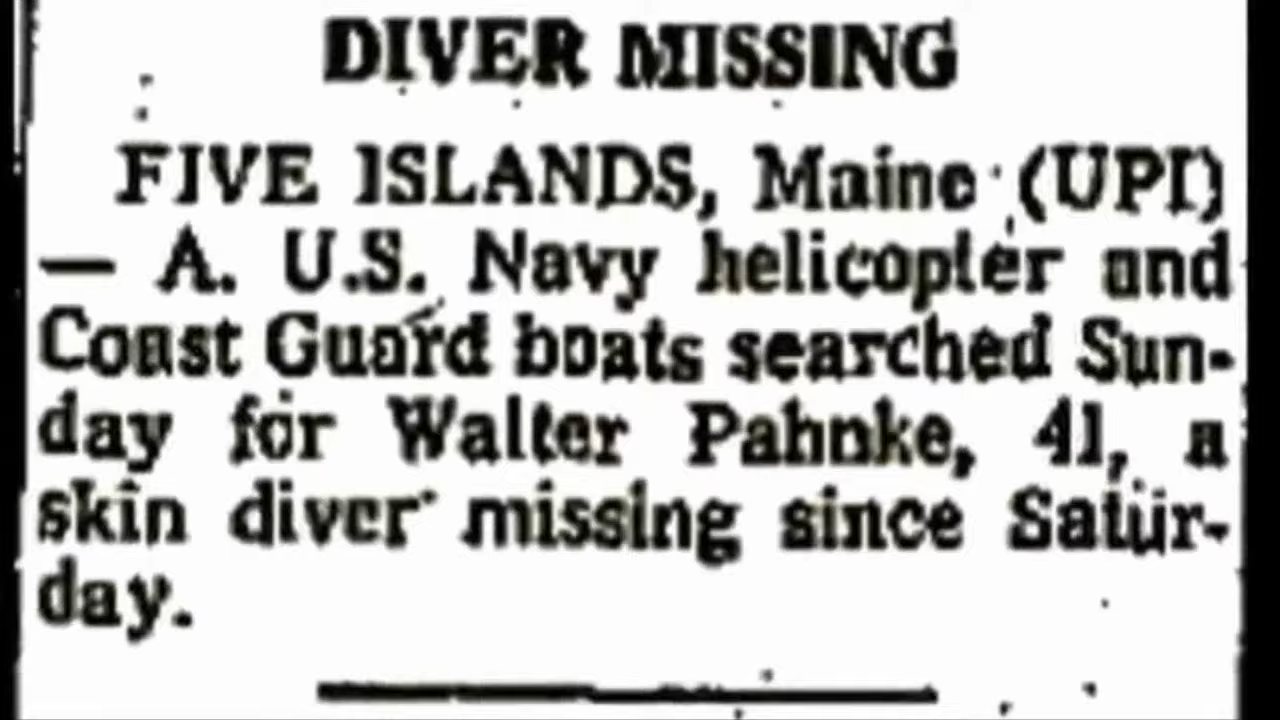 DIVER MISSING
FIVE ISLANDS, Maine (UPI)
— A. U.S. Navy helicopter and
Coast Guard boats searched Sun-
day for Walter Pahnke, 41, a
skin diver missing since Satur-
day.